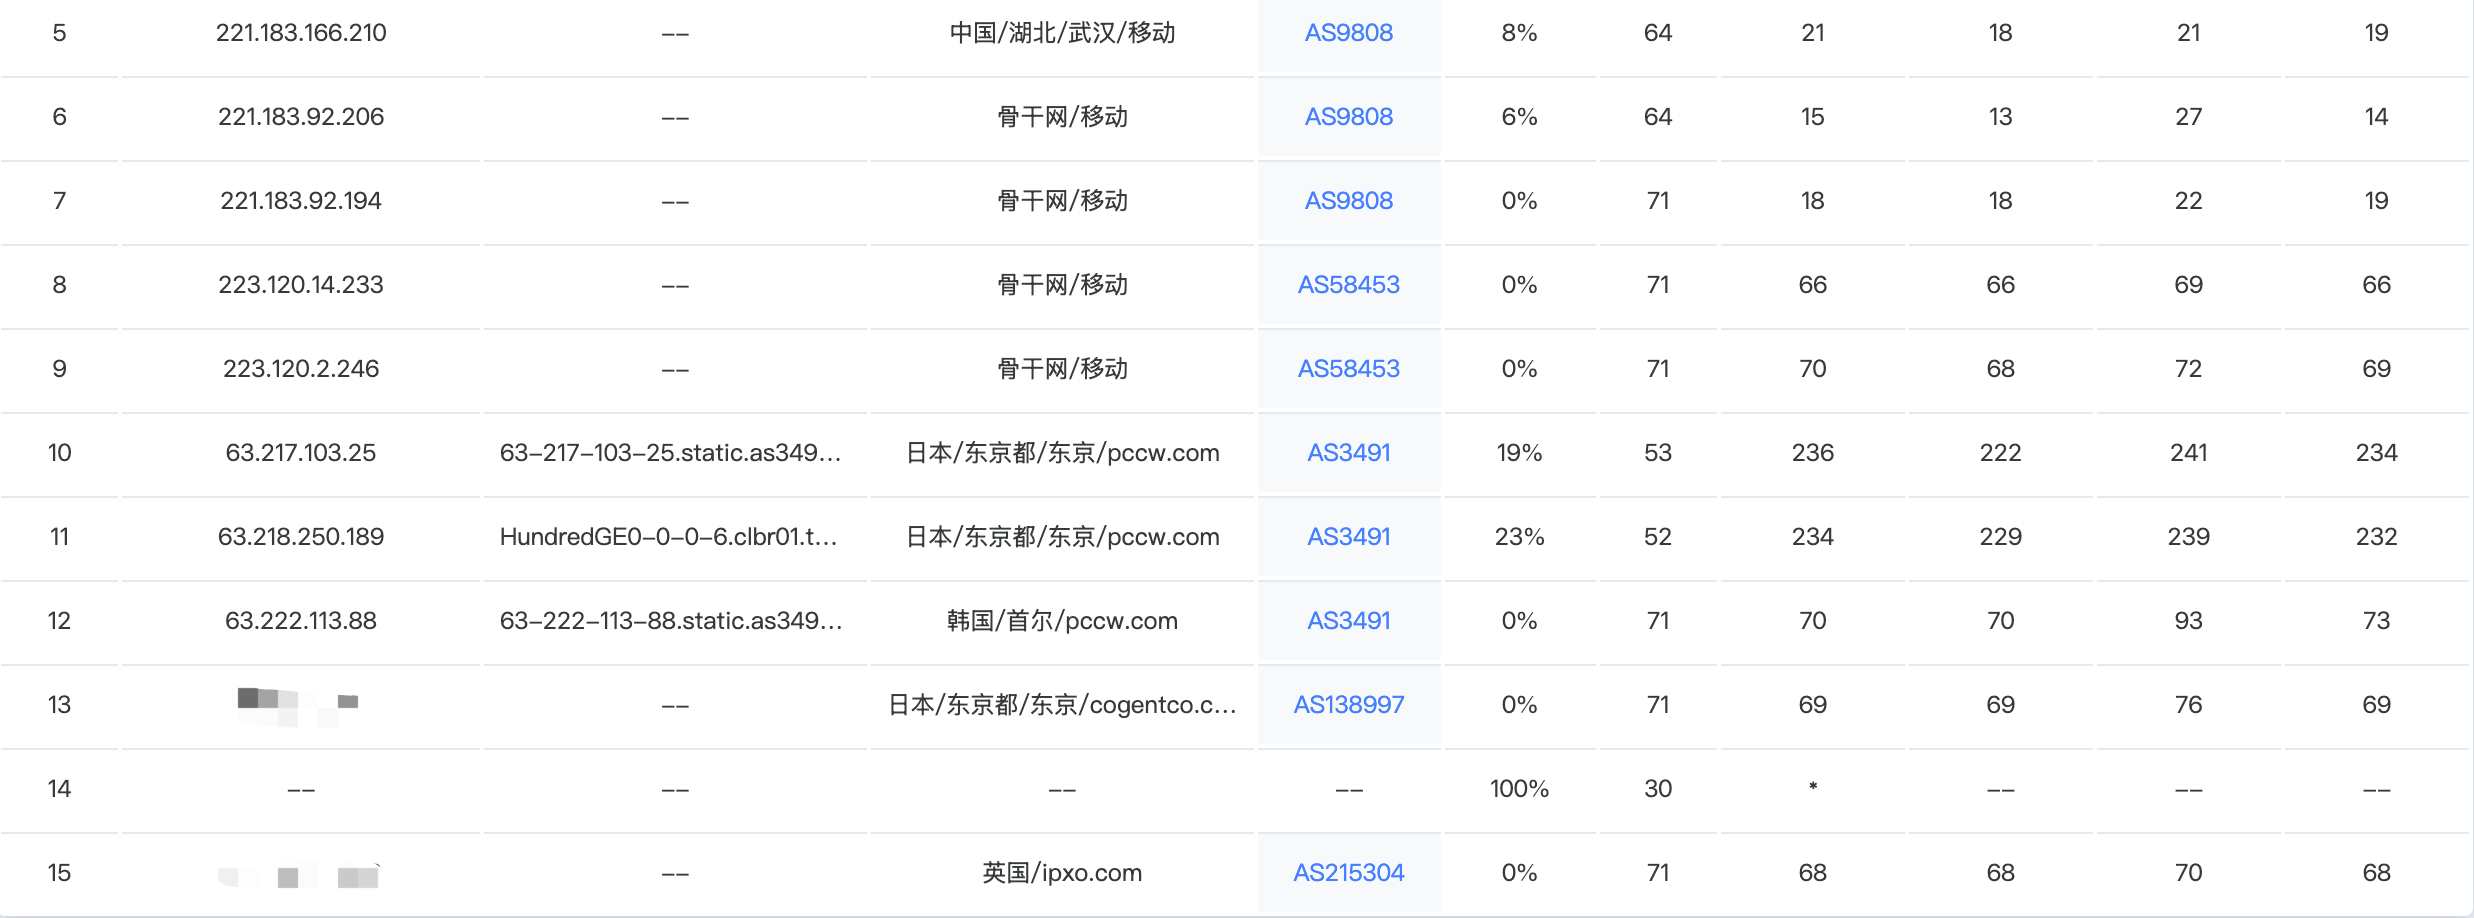 5 221.183.166.210 -- 中国/湖北/武汉/移动 AS9808 8% 64 21 18 21 19
6 221.183.92.206 -- 骨干网/移动 AS9808 6% 64 15 13 27 14
7 221.183.92.194 -- 骨干网/移动 AS9808 0% 71 18 18 22 19
8 223.120.14.233 -- 骨干网/移动 AS58453 0% 71 66 66 69 66
9 223.120.2.246 -- 骨干网/移动 AS58453 0% 71 70 68 72 69
10 63.217.103.25 63-217-103-25.static.as349... 日本/东京都/东京/pccw.com AS3491 19% 53 236 222 241 234
11 63.218.250.189 HundredGE0-0-0-6.clbr01.t... 日本/东京都/东京/pccw.com AS3491 23% 52 234 229 239 232
12 63.222.113.88 63-222-113-88.static.as349... 韩国/首尔/pccw.com AS3491 0% 71 70 70 93 73
13 -- 日本/东京都/东京/cogentco.c... AS138997 0% 71 69 69 76 69
14 -- -- -- -- 100% 30 * -- -- --
15 -- 英国/ipxo.com AS215304 0% 71 68 68 70 68